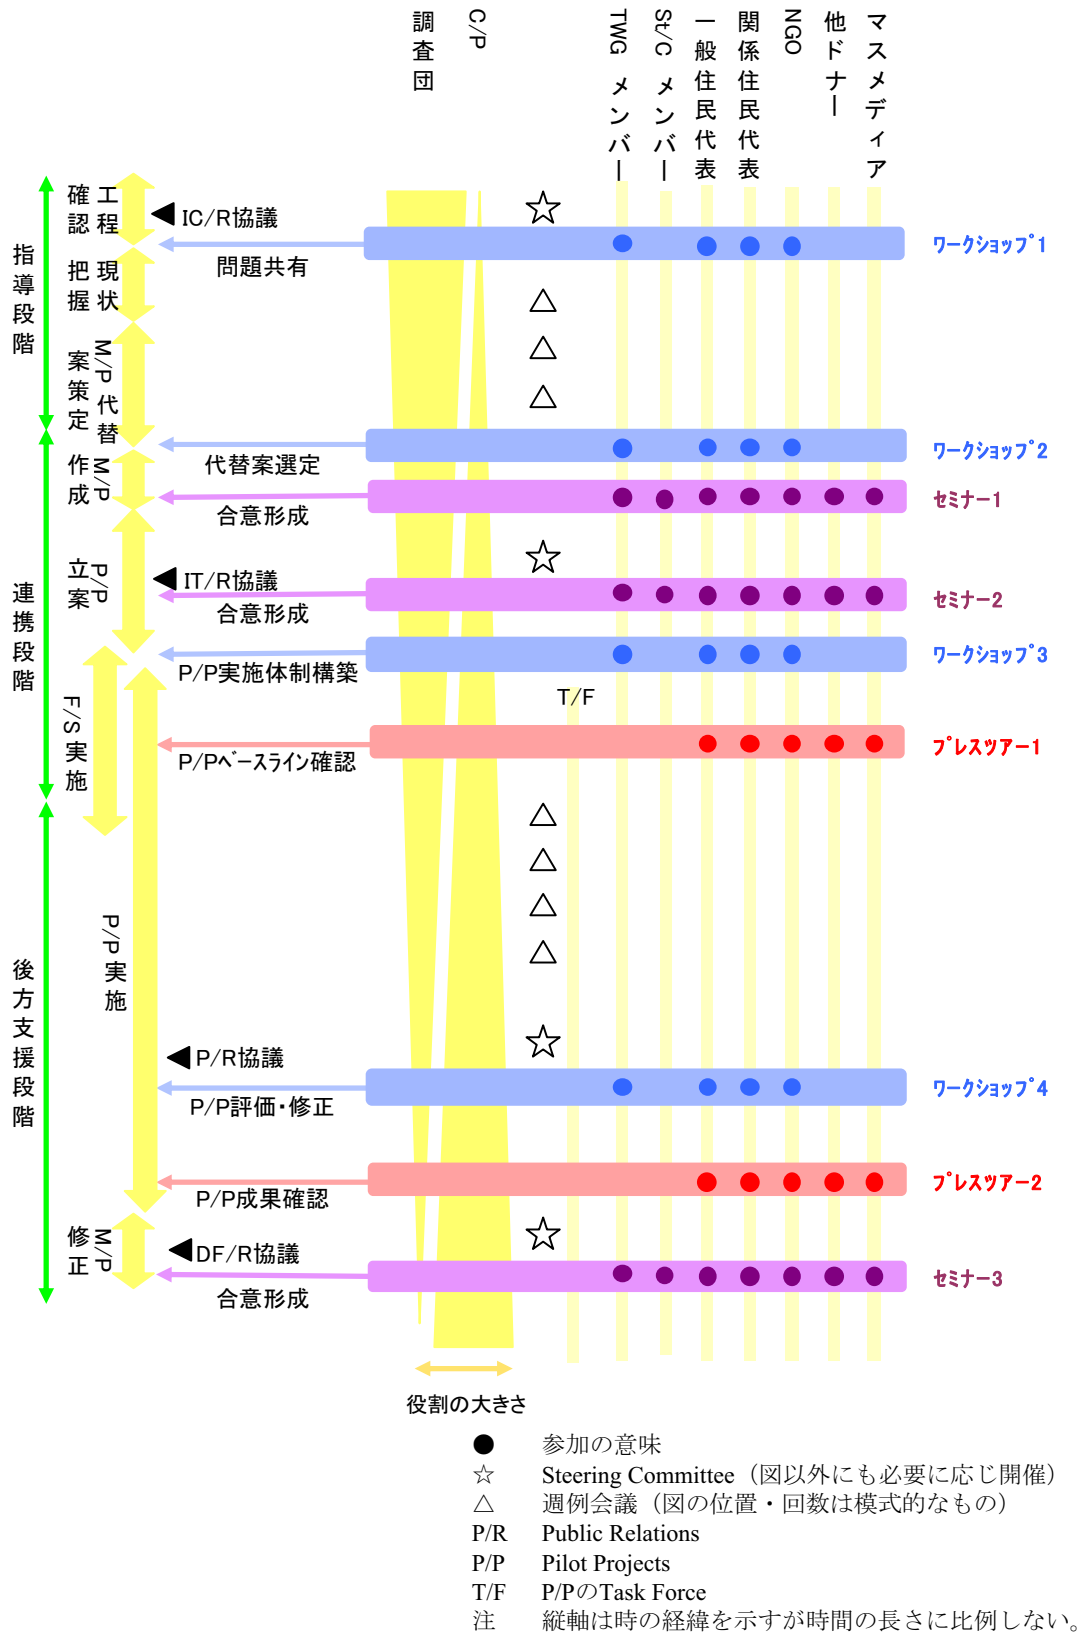 調査団
C/P
TWG メンバー
St/C メンバー
一般住民代表
関係住民代表
NGO
他ドナー
マスメディア
指導段階
工程確認
IC/R協議
問題共有
ワークショップ1
現状把握
M/P代替案策定
代替案選定
ワークショップ2
連携段階
M/P作成
合意形成
セミナー1
P/P立案
IT/R協議
合意形成
セミナー2
P/P実施体制構築
ワークショップ3
T/F
F/S実施
P/Pベースライン確認
プレスツアー1
後方支援段階
P/P実施
P/R協議
P/P評価・修正
ワークショップ4
P/P成果確認
プレスツアー2
M/P修正
DF/R協議
合意形成
セミナー3
役割の大きさ
● 参加の意味
☆ Steering Committee（図以外にも必要に応じ開催）
△ 週例会議（図の位置・回数は模式的なもの）
P/R Public Relations
P/P Pilot Projects
T/F P/PのTask Force
注 縦軸は時の経緯を示すが時間の長さに比例しない。